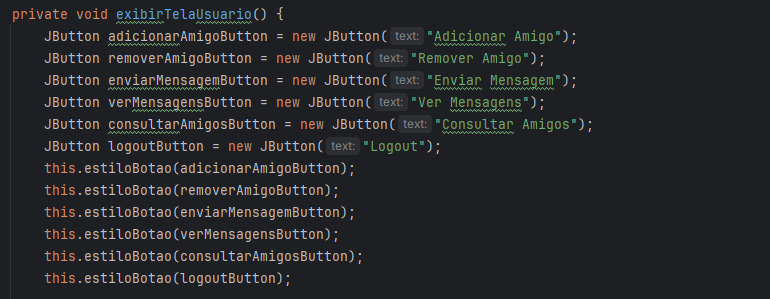 private void exibirTelaUsuario() {
JButton adicionarAmigoButton = new JButton( text: "Adicionar Amigo");
JButton removerAmigoButton = new JButton( text: "Remover Amigo");
JButton enviarMensagemButton = new JButton( text: "Enviar Mensagem");
JButton verMensagensButton = new JButton( text: "Ver Mensagens");
JButton consultarAmigosButton = new JButton( text: "Consultar Amigos");
JButton logoutButton = new JButton( text: "Logout");
this.estiloBotao(adicionarAmigoButton);
this.estiloBotao(removerAmigoButton);
this.estiloBotao(enviarMensagemButton);
this.estiloBotao(verMensagensButton);
this.estiloBotao(consultarAmigosButton);
this.estiloBotao(logoutButton);